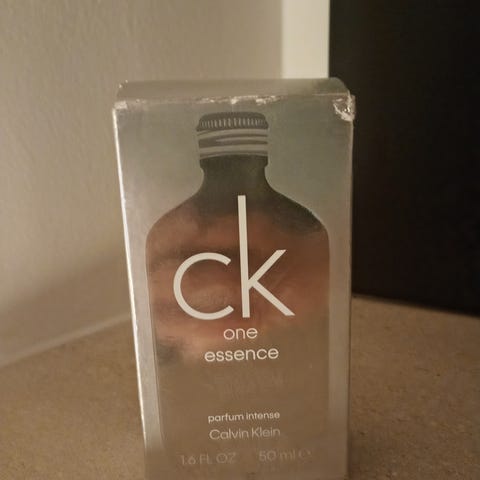 ck
one
essence
parfum intense
Calvin Klein
1.6 FL OZ 50 ml ℮